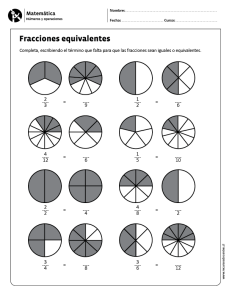 Matemática
Números y operaciones
Nombre:
Fecha: Curso:
Fracciones equivalentes
Completa, escribiendo el término que falta para que las fracciones sean iguales o equivalentes.
2/3 = /9 1/2 = /6
4/12 = /6 1/5 = /10
2/2 = /4 4/8 = /2
3/4 = /8 3/6 = /12